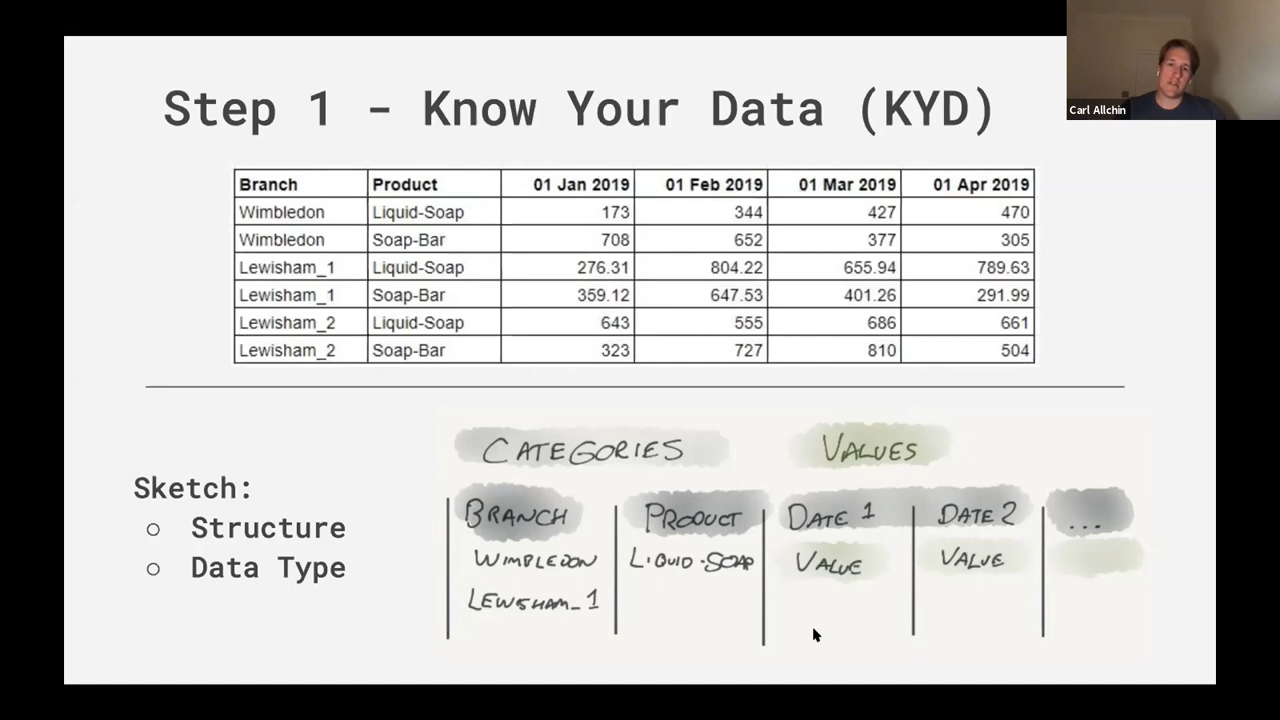 Carl Allchin
Step 1 - Know Your Data (KYD)
Branch Product 01 Jan 2019 01 Feb 2019 01 Mar 2019 01 Apr 2019
Wimbledon Liquid-Soap 173 344 427 470
Wimbledon Soap-Bar 708 652 377 305
Lewisham_1 Liquid-Soap 276.31 804.22 655.94 789.63
Lewisham_1 Soap-Bar 359.12 647.53 401.26 291.99
Lewisham_2 Liquid-Soap 643 555 686 661
Lewisham_2 Soap-Bar 323 727 810 504
Sketch:
○ Structure
○ Data Type
CATEGORIES VALUES
BRANCH PRODUCT DATE 1 DATE 2 ...
WIMBLEDON LIQUID-SOAP VALUE VALUE
LEWISHAM_1